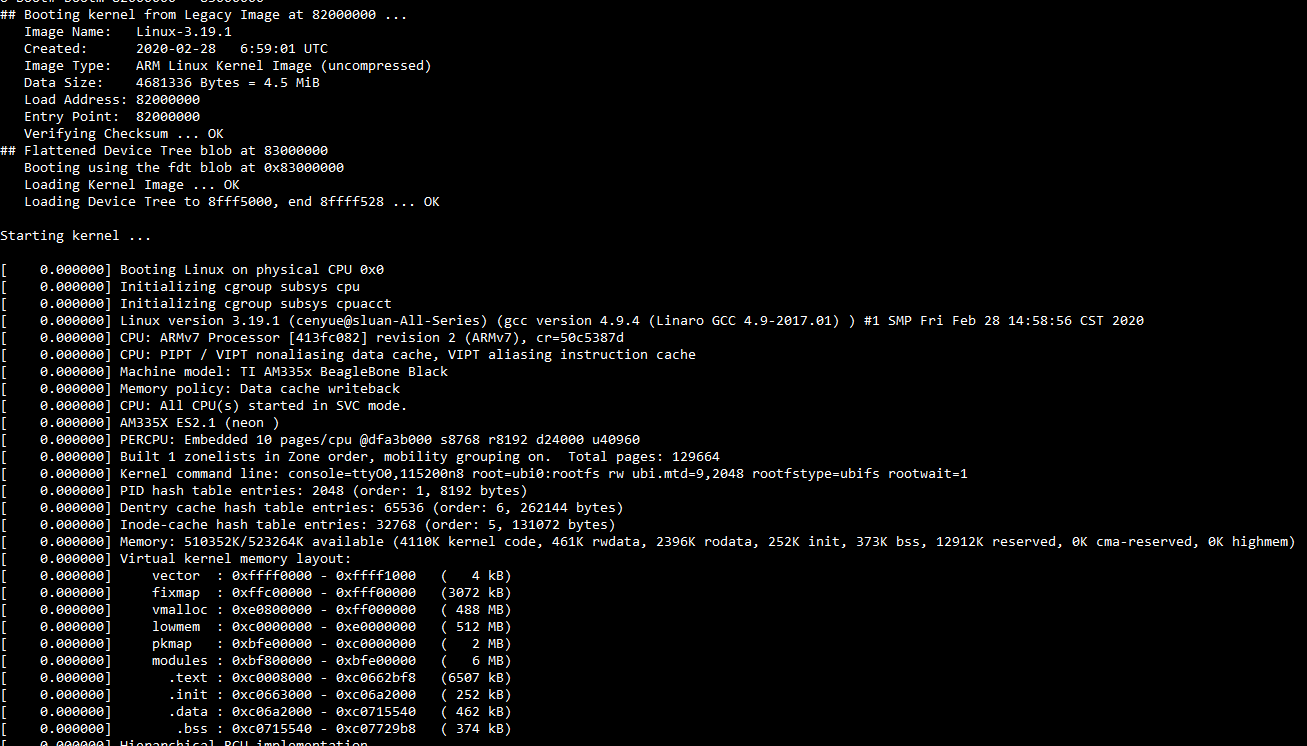 ## Booting kernel from Legacy Image at 82000000 ...
   Image Name:   Linux-3.19.1
   Created:      2020-02-28   6:59:01 UTC
   Image Type:   ARM Linux Kernel Image (uncompressed)
   Data Size:    4681336 Bytes = 4.5 MiB
   Load Address: 82000000
   Entry Point:  82000000
   Verifying Checksum ... OK
## Flattened Device Tree blob at 83000000
   Booting using the fdt blob at 0x83000000
   Loading Kernel Image ... OK
   Loading Device Tree to 8fff5000, end 8ffff528 ... OK

Starting kernel ...

[    0.000000] Booting Linux on physical CPU 0x0
[    0.000000] Initializing cgroup subsys cpu
[    0.000000] Initializing cgroup subsys cpuacct
[    0.000000] Linux version 3.19.1 (cenyue@sluan-All-Series) (gcc version 4.9.4 (Linaro GCC 4.9-2017.01) ) #1 SMP Fri Feb 28 14:58:56 CST 2020
[    0.000000] CPU: ARMv7 Processor [413fc082] revision 2 (ARMv7), cr=50c5387d
[    0.000000] CPU: PIPT / VIPT nonaliasing data cache, VIPT aliasing instruction cache
[    0.000000] Machine model: TI AM335x BeagleBone Black
[    0.000000] Memory policy: Data cache writeback
[    0.000000] CPU: All CPU(s) started in SVC mode.
[    0.000000] AM335X ES2.1 (neon )
[    0.000000] PERCPU: Embedded 10 pages/cpu @dfa3b000 s8768 r8192 d24000 u40960
[    0.000000] Built 1 zonelists in Zone order, mobility grouping on.  Total pages: 129664
[    0.000000] Kernel command line: console=ttyO0,115200n8 root=ubi0:rootfs rw ubi.mtd=9,2048 rootfstype=ubifs rootwait=1
[    0.000000] PID hash table entries: 2048 (order: 1, 8192 bytes)
[    0.000000] Dentry cache hash table entries: 65536 (order: 6, 262144 bytes)
[    0.000000] Inode-cache hash table entries: 32768 (order: 5, 131072 bytes)
[    0.000000] Memory: 510352K/523264K available (4110K kernel code, 461K rwdata, 2396K rodata, 252K init, 373K bss, 12912K reserved, 0K cma-reserved, 0K highmem)
[    0.000000] Virtual kernel memory layout:
[    0.000000]     vector  : 0xffff0000 - 0xffff1000   (   4 kB)
[    0.000000]     fixmap  : 0xffc00000 - 0xfff00000   (3072 kB)
[    0.000000]     vmalloc : 0xe0800000 - 0xff000000   ( 488 MB)
[    0.000000]     lowmem  : 0xc0000000 - 0xe0000000   ( 512 MB)
[    0.000000]     pkmap   : 0xbfe00000 - 0xc0000000   (   2 MB)
[    0.000000]     modules : 0xbf800000 - 0xbfe00000   (   6 MB)
[    0.000000]       .text : 0xc0008000 - 0xc0662bf8   (6507 kB)
[    0.000000]       .init : 0xc0663000 - 0xc06a2000   ( 252 kB)
[    0.000000]       .data : 0xc06a2000 - 0xc0715540   ( 462 kB)
[    0.000000]        .bss : 0xc0715540 - 0xc07729b8   ( 374 kB)
[    0.000000] Hierarchical RCU implementation